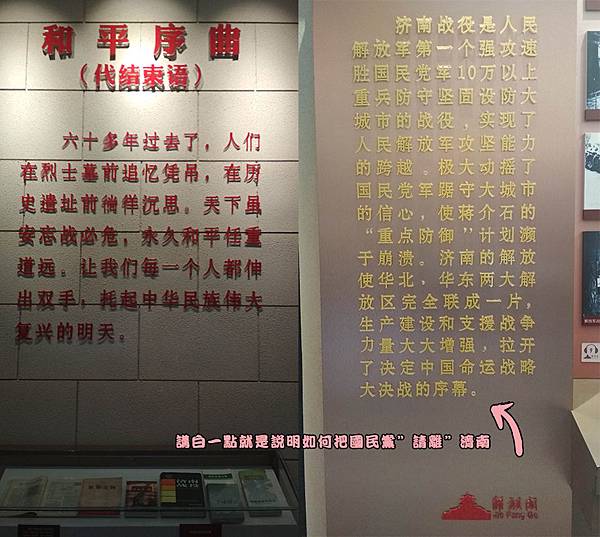 和平序曲
（代结束语）
六十多年过去了，人们
在烈士墓前追忆凭吊，在历
史遗址前徜徉沉思。天下虽
安忘战必危，永久和平任重
道远。让我们每一个人都伸
出双手，托起中华民族伟大
复兴的明天。
济南战役是人民
解放军第一个强攻速
胜国民党军10万以上
重兵防守坚固设防大
城市的战役，实现了
人民解放军攻坚能力
的跨越。极大动摇了
国民党军踞守大城市
的信心，使蒋介石的
“重点防御”计划濒
于崩溃。济南的解放
使华北，华东两大解
放区完全联成一片，
生产建设和支援战争
力量大大增强，拉开
了决定中国命运战略
大决战的序幕。
講白一點就是說明如何把國民黨”請離”濟南
解放阁
Jie Fang Ge